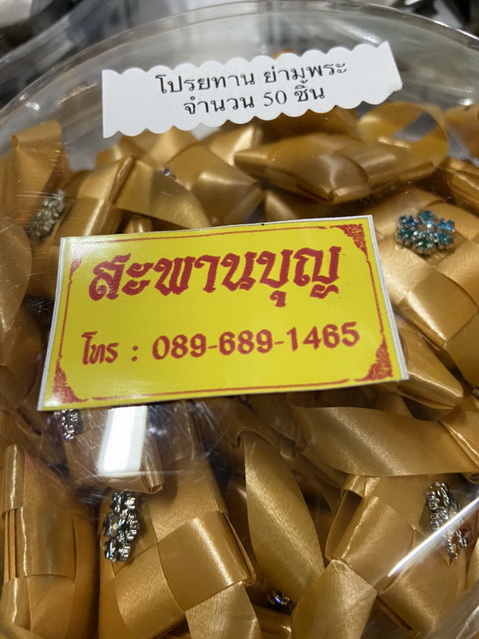 โปรยทาน ย่ามพระ
จำนวน 50 ชิ้น
สะพานบุญ
โทร : 089-689-1465